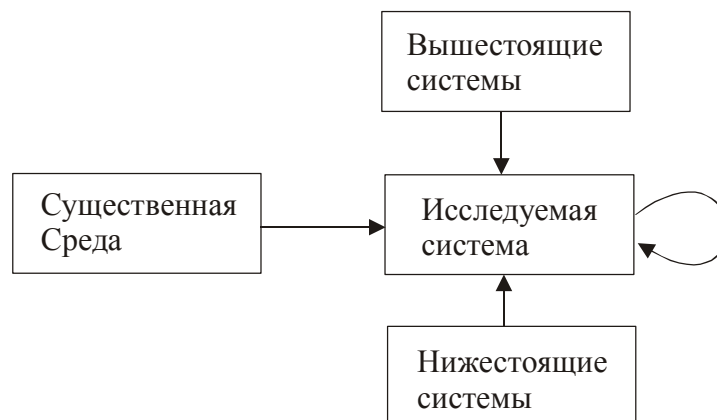 Вышестоящие
системы
Существенная
Среда
Исследуемая
система
Нижестоящие
системы